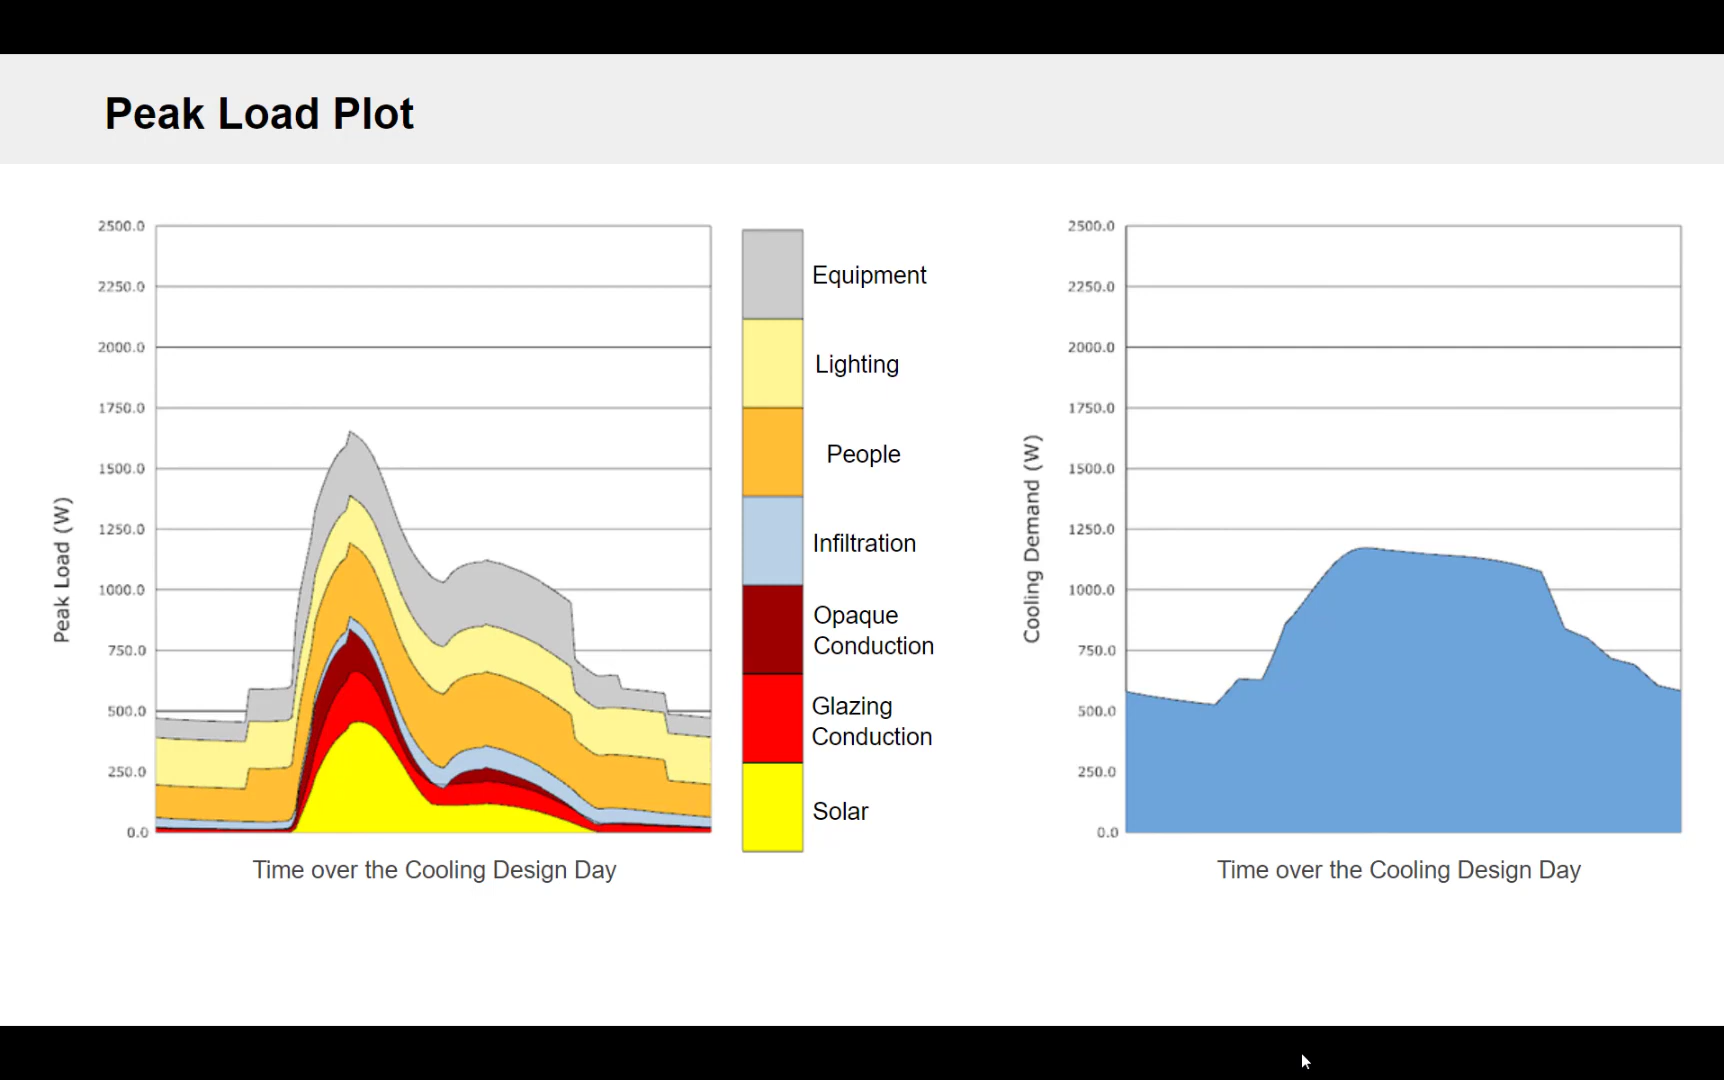 Peak Load Plot
2500.0
2250.0
2000.0
1750.0
1500.0
1250.0
1000.0
750.0
500.0
250.0
0.0
Peak Load (W)
Time over the Cooling Design Day
Equipment
Lighting
People
Infiltration
Opaque
Conduction
Glazing
Conduction
Solar
2500.0
2250.0
2000.0
1750.0
1500.0
1250.0
1000.0
750.0
500.0
250.0
0.0
Cooling Demand (W)
Time over the Cooling Design Day